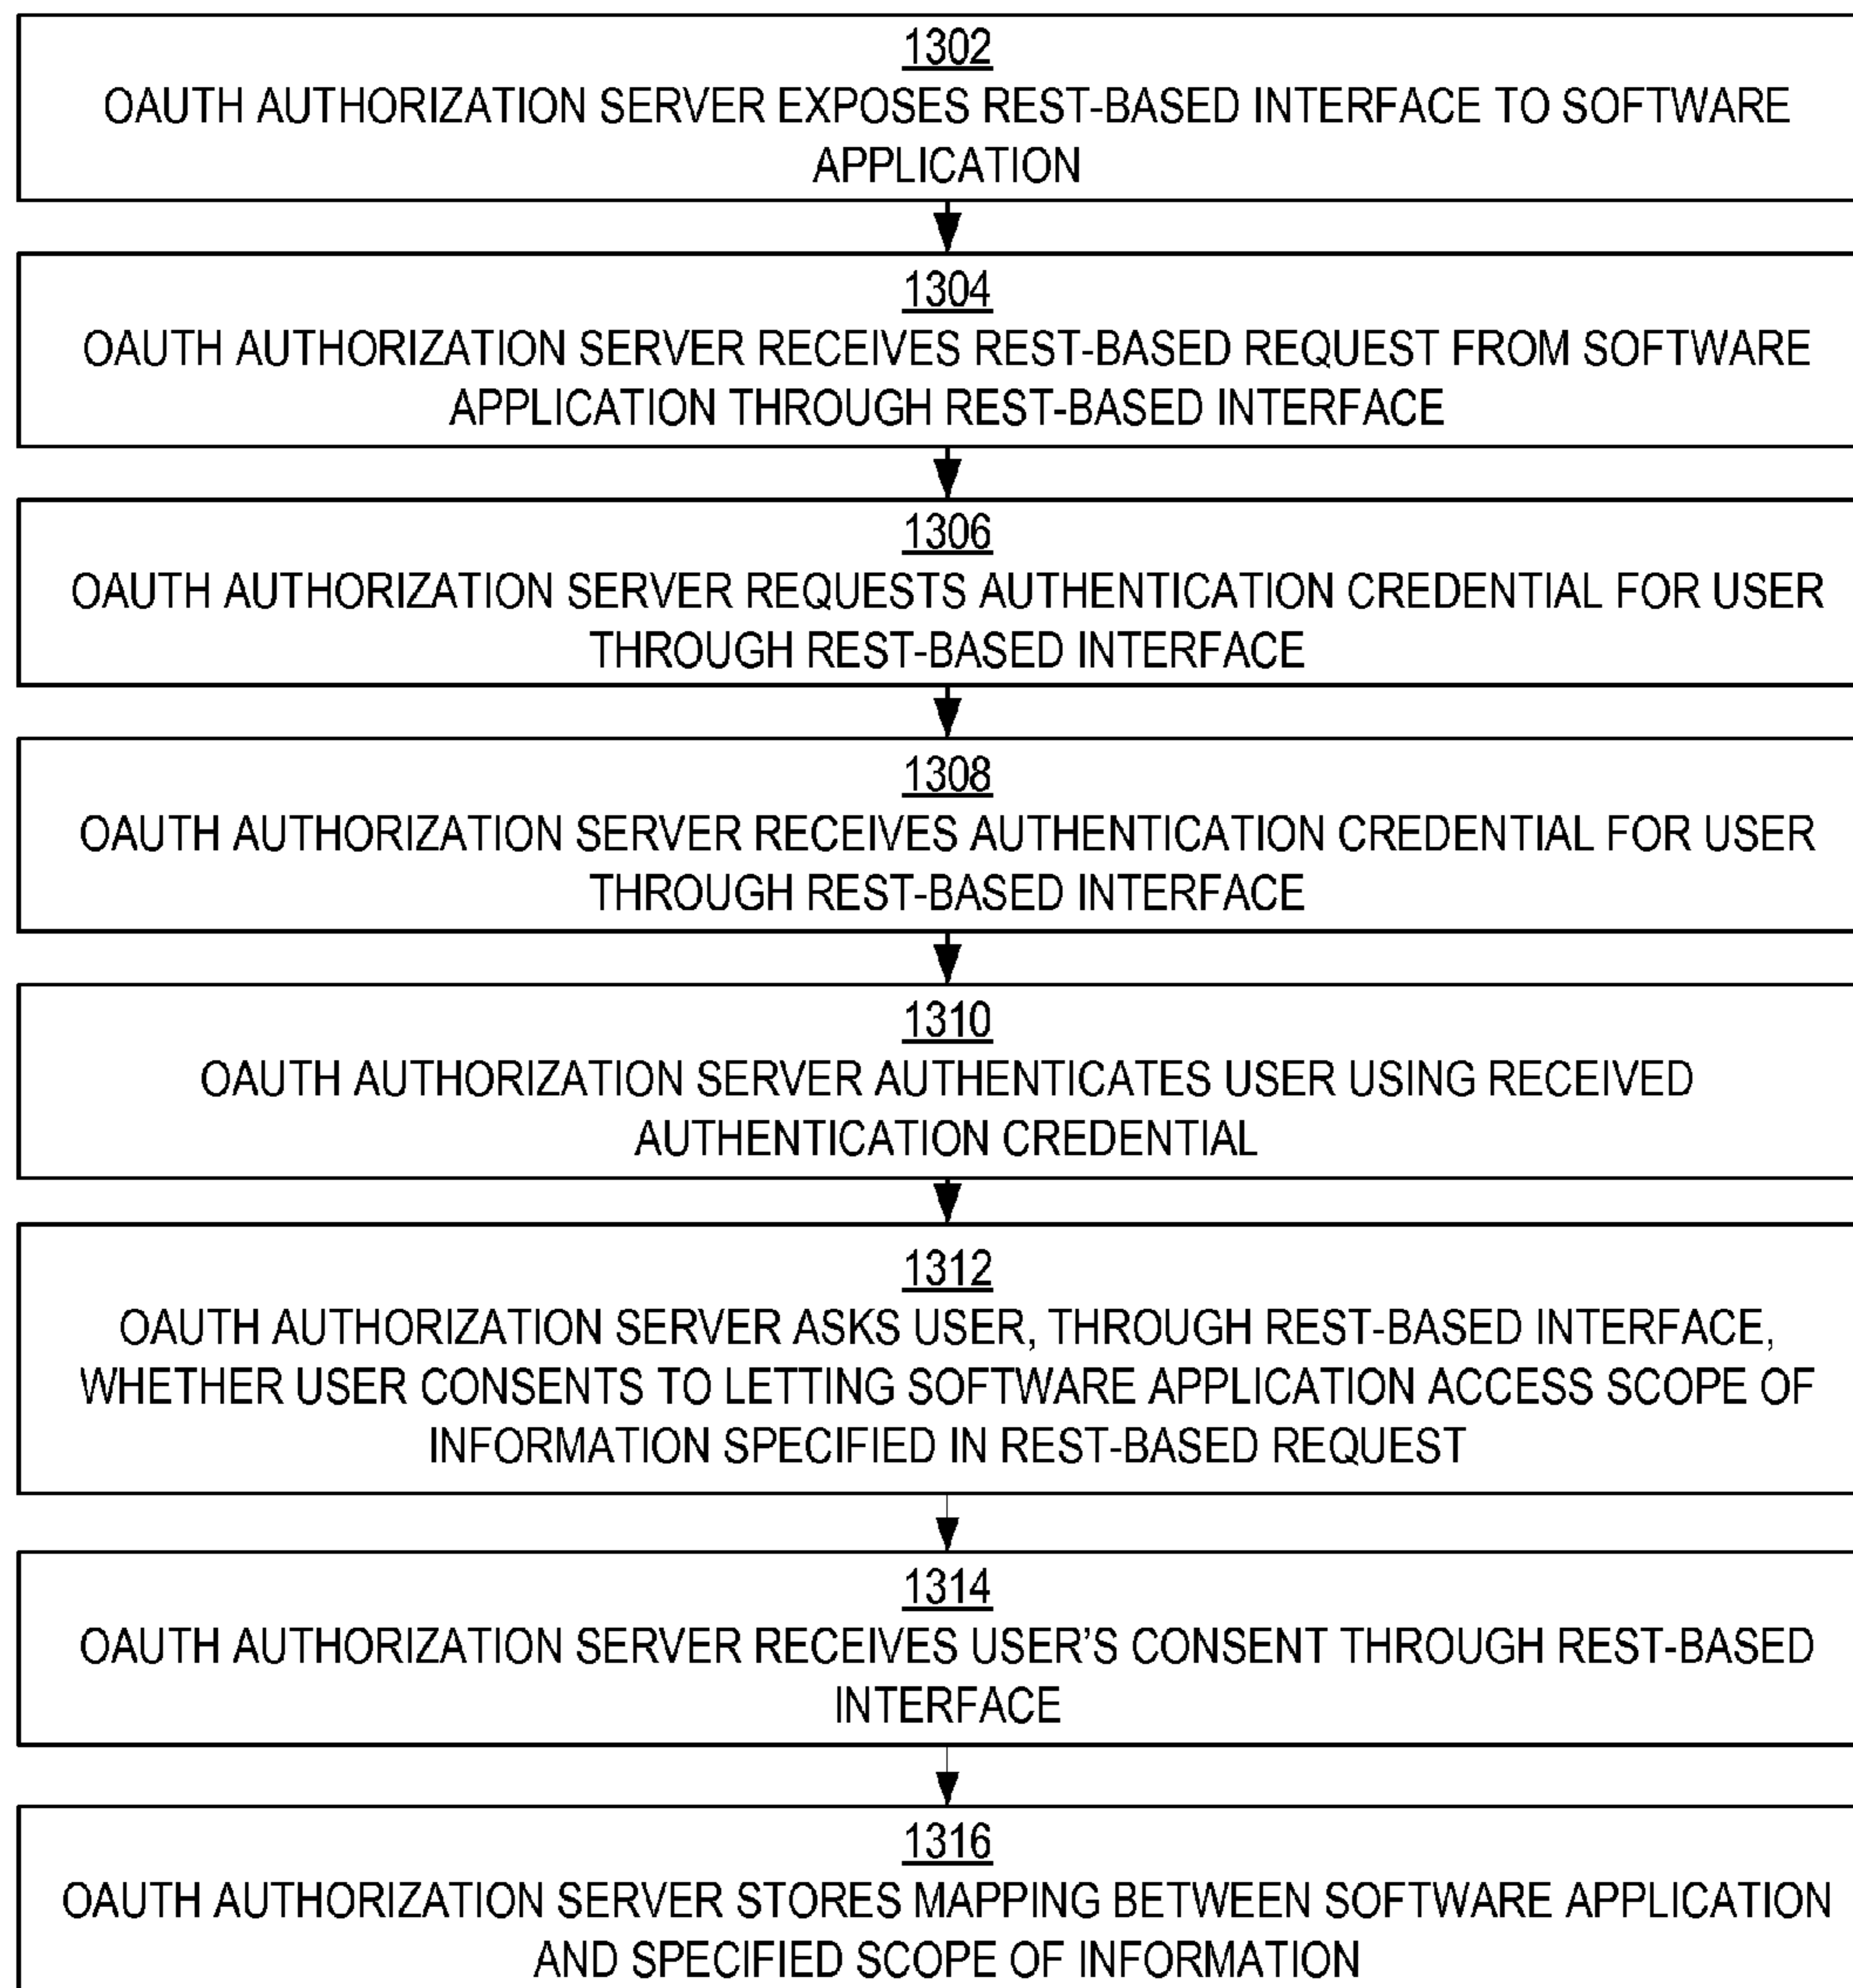 1302
OAUTH AUTHORIZATION SERVER EXPOSES REST-BASED INTERFACE TO SOFTWARE
APPLICATION
1304
OAUTH AUTHORIZATION SERVER RECEIVES REST-BASED REQUEST FROM SOFTWARE
APPLICATION THROUGH REST-BASED INTERFACE
1306
OAUTH AUTHORIZATION SERVER REQUESTS AUTHENTICATION CREDENTIAL FOR USER
THROUGH REST-BASED INTERFACE
1308
OAUTH AUTHORIZATION SERVER RECEIVES AUTHENTICATION CREDENTIAL FOR USER
THROUGH REST-BASED INTERFACE
1310
OAUTH AUTHORIZATION SERVER AUTHENTICATES USER USING RECEIVED
AUTHENTICATION CREDENTIAL
1312
OAUTH AUTHORIZATION SERVER ASKS USER, THROUGH REST-BASED INTERFACE,
WHETHER USER CONSENTS TO LETTING SOFTWARE APPLICATION ACCESS SCOPE OF
INFORMATION SPECIFIED IN REST-BASED REQUEST
1314
OAUTH AUTHORIZATION SERVER RECEIVES USER'S CONSENT THROUGH REST-BASED
INTERFACE
1316
OAUTH AUTHORIZATION SERVER STORES MAPPING BETWEEN SOFTWARE APPLICATION
AND SPECIFIED SCOPE OF INFORMATION